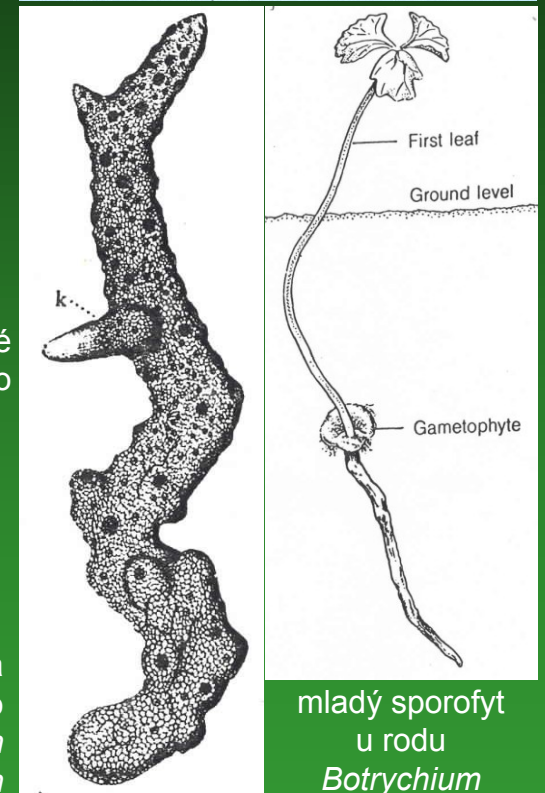 k
First leaf
Ground level
Gametophyte
é
o
mladý sporofyt
u rodu
Botrychium